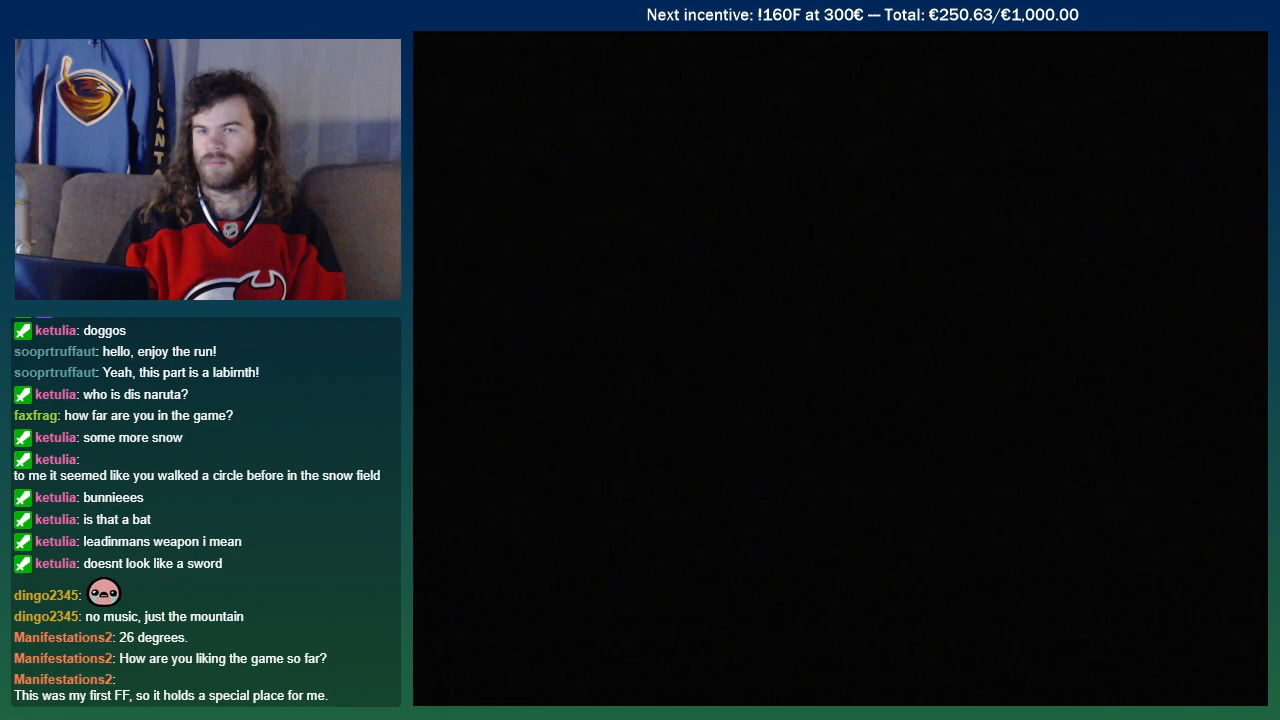 Next incentive: !160F at 300€ — Total: €250.63/€1,000.00
LANTA
ketulia: doggos
sooprtruffaut: hello, enjoy the run!
sooprtruffaut: Yeah, this part is a labirnth!
ketulia: who is dis naruta?
faxfrag: how far are you in the game?
ketulia: some more snow
ketulia:
to me it seemed like you walked a circle before in the snow field
ketulia: bunnieees
ketulia: is that a bat
ketulia: leadinmans weapon i mean
ketulia: doesnt look like a sword
dingo2345:
dingo2345: no music, just the mountain
Manifestations2: 26 degrees.
Manifestations2: How are you liking the game so far?
Manifestations2:
This was my first FF, so it holds a special place for me.